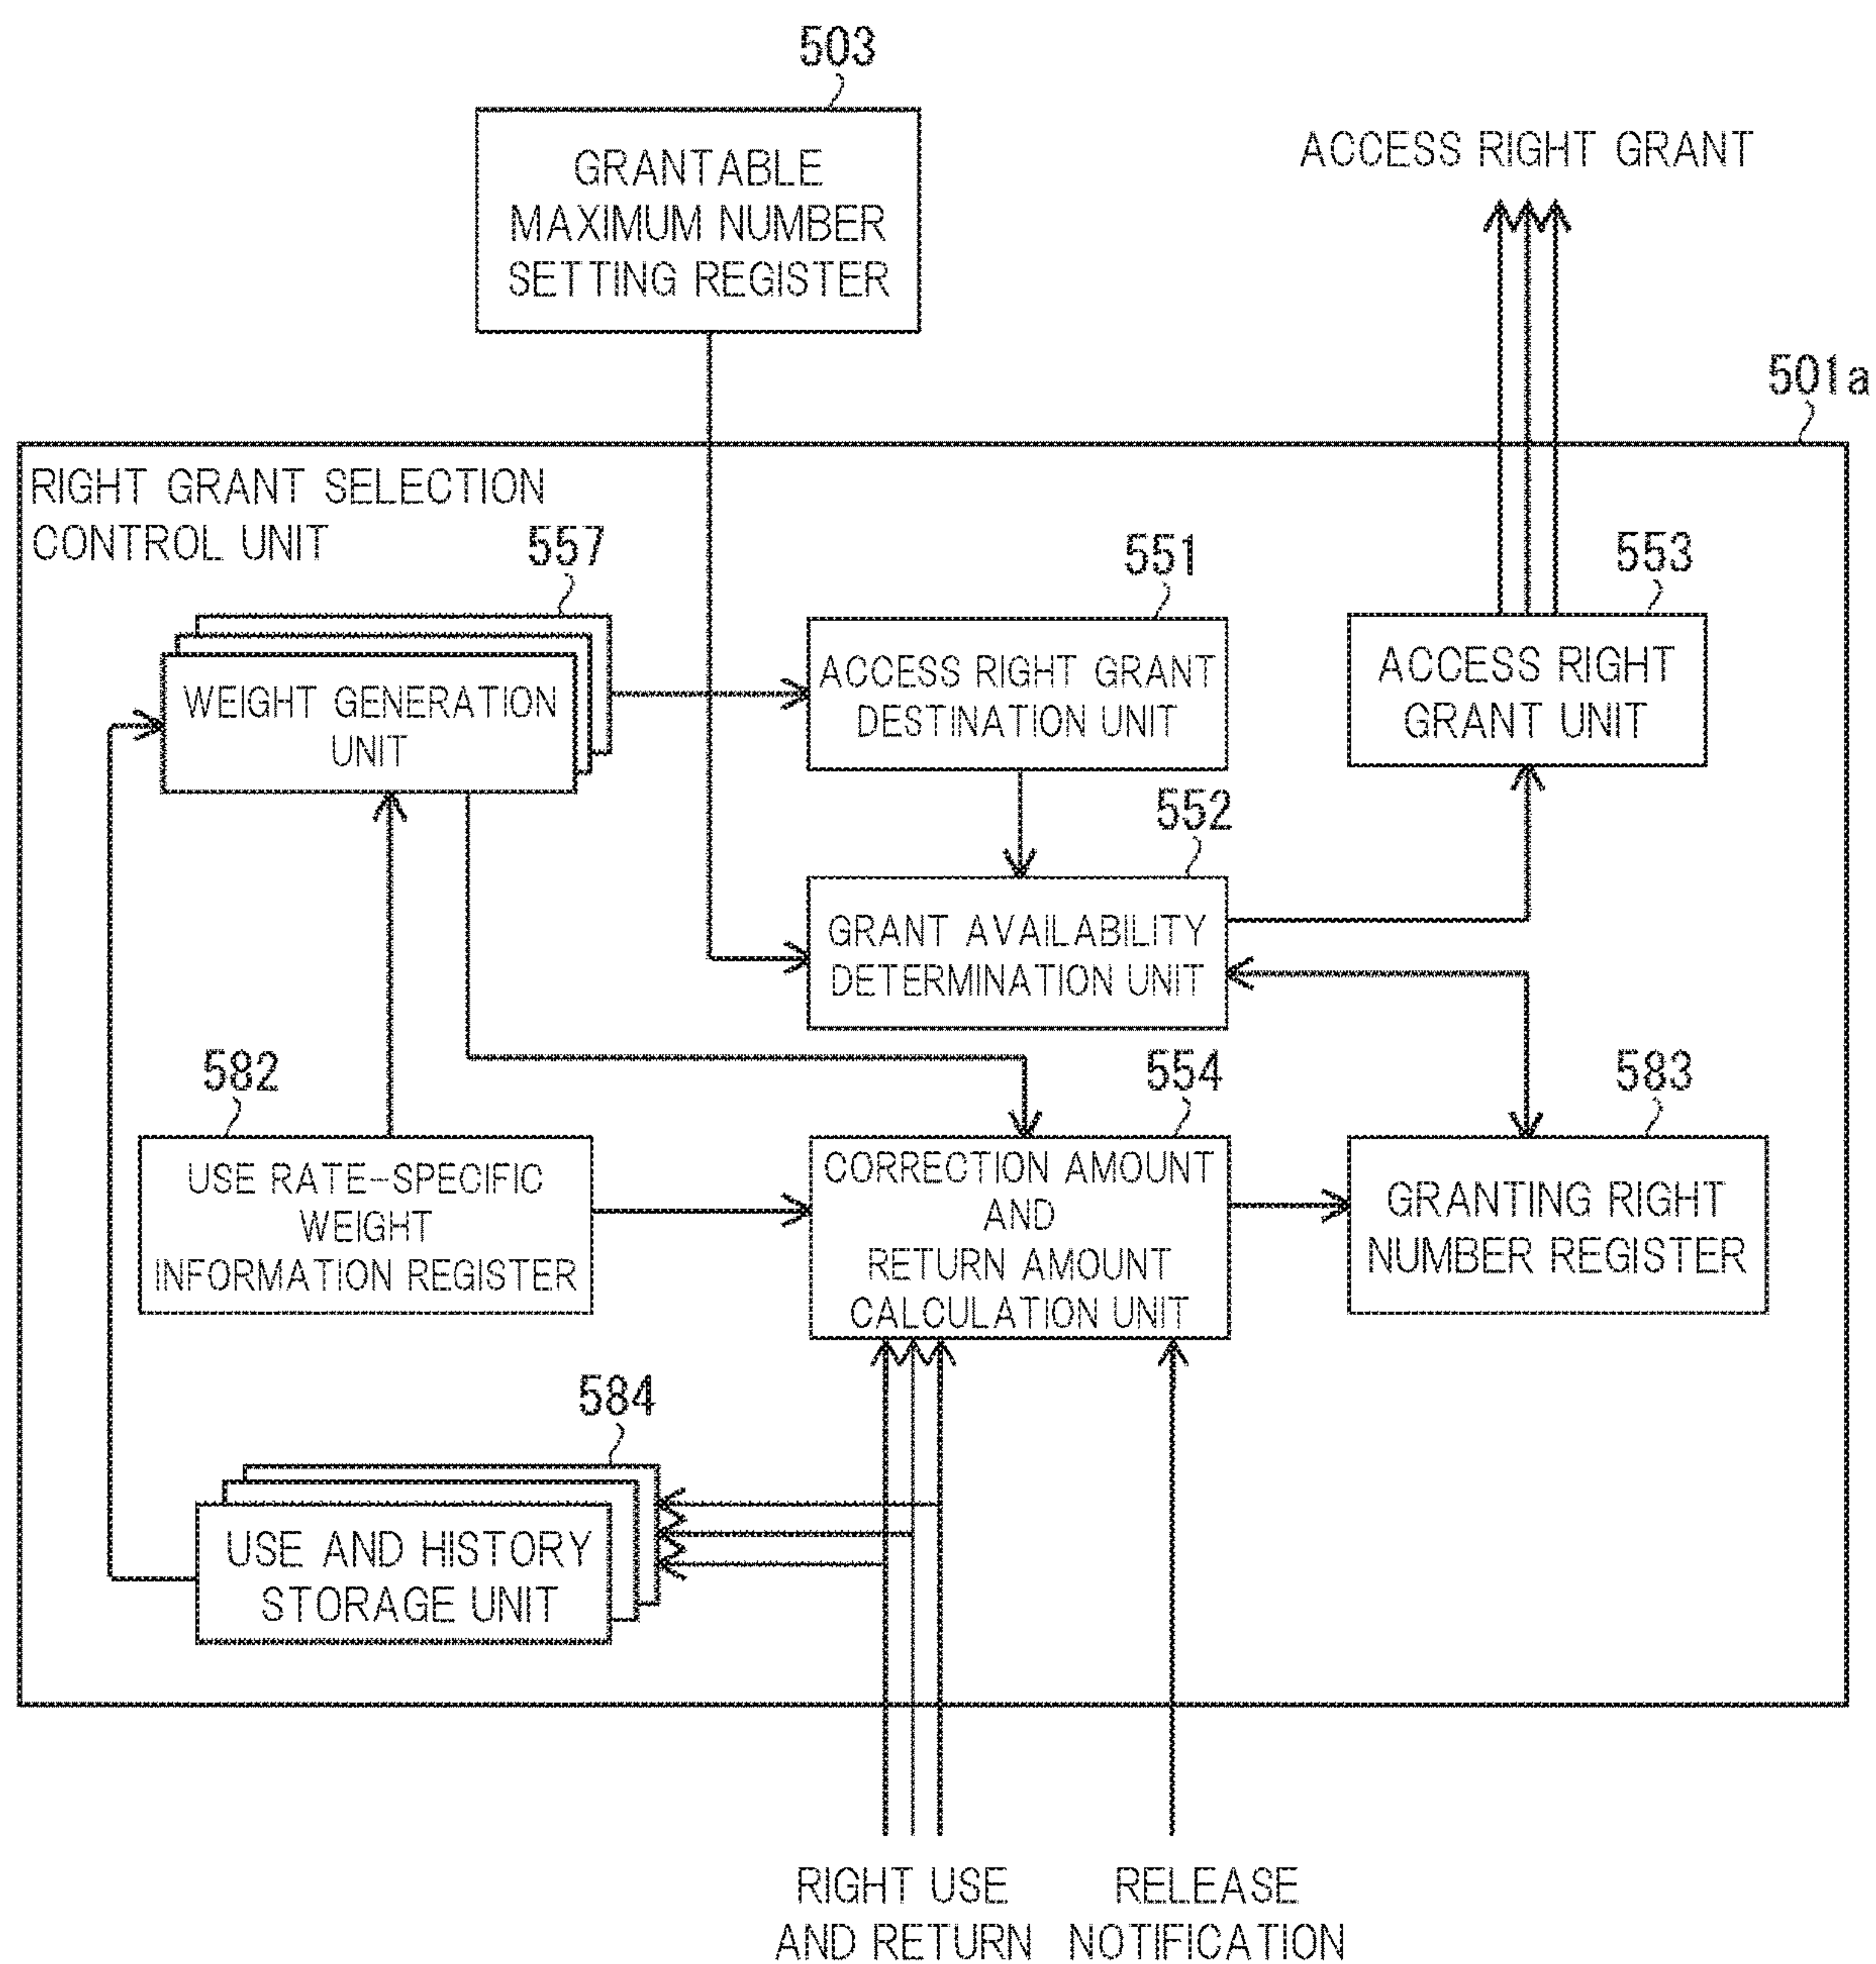 503
GRANTABLE
MAXIMUM NUMBER
SETTING REGISTER
ACCESS RIGHT GRANT
501a
RIGHT GRANT SELECTION
CONTROL UNIT
557
WEIGHT GENERATION
UNIT
551
ACCESS RIGHT GRANT
DESTINATION UNIT
553
ACCESS RIGHT
GRANT UNIT
552
GRANT AVAILABILITY
DETERMINATION UNIT
582
USE RATE-SPECIFIC
WEIGHT
INFORMATION REGISTER
554
CORRECTION AMOUNT
AND
RETURN AMOUNT
CALCULATION UNIT
583
GRANTING RIGHT
NUMBER REGISTER
584
USE AND HISTORY
STORAGE UNIT
RIGHT USE
AND RETURN
RELEASE
NOTIFICATION